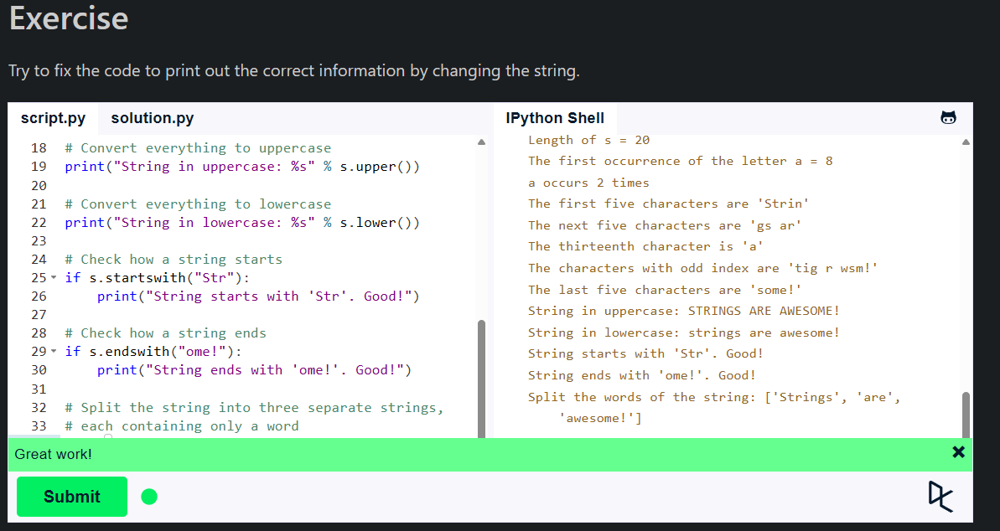 Exercise
Try to fix the code to print out the correct information by changing the string.
script.py
solution.py
18 # Convert everything to uppercase
19 print("String in uppercase: %s" % s.upper())
20
21 # Convert everything to lowercase
22 print("String in lowercase: %s" % s.lower())
23
24 # Check how a string starts
25 if s.startswith("Str"):
26     print("String starts with 'Str'. Good!")
27
28 # Check how a string ends
29 if s.endswith("ome!"):
30     print("String ends with 'ome!'. Good!")
31
32 # Split the string into three separate strings,
33 # each containing only a word
IPython Shell
Length of s = 20
The first occurrence of the letter a = 8
a occurs 2 times
The first five characters are 'Strin'
The next five characters are 'gs ar'
The thirteenth character is 'a'
The characters with odd index are 'tig r wsm!'
The last five characters are 'some!'
String in uppercase: STRINGS ARE AWESOME!
String in lowercase: strings are awesome!
String starts with 'Str'. Good!
String ends with 'ome!'. Good!
Split the words of the string: ['Strings', 'are',
'awesome!']
Great work!
Submit